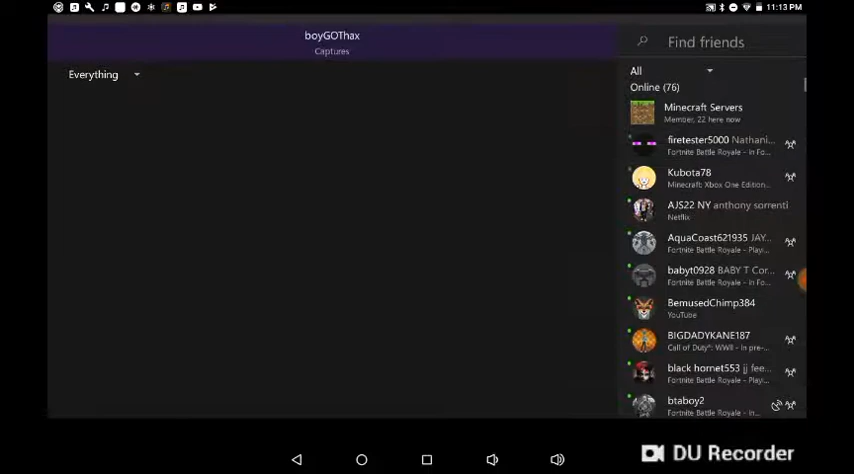 11:13 PM
boyGOThax
Captures
Everything
Find friends
All
Online (76)
Minecraft Servers
Member, 22 here now
firetester5000 Nathani...
Fortnite Battle Royale - In Fo...
Kubota78
Minecraft: Xbox One Edition...
AJS22 NY anthony sorrenti
Netflix
AquaCoast621935 JAY...
Fortnite Battle Royale - Playi...
babyt0928 BABY T Cor...
Fortnite Battle Royale - In Fo...
BemusedChimp384
YouTube
BIGDADYKANE187
Call of Duty®: WWII - In pre-...
black hornet553 jj fee...
Fortnite Battle Royale - Playi...
btaboy2
Fortnite Battle Royale - In...
DU Recorder